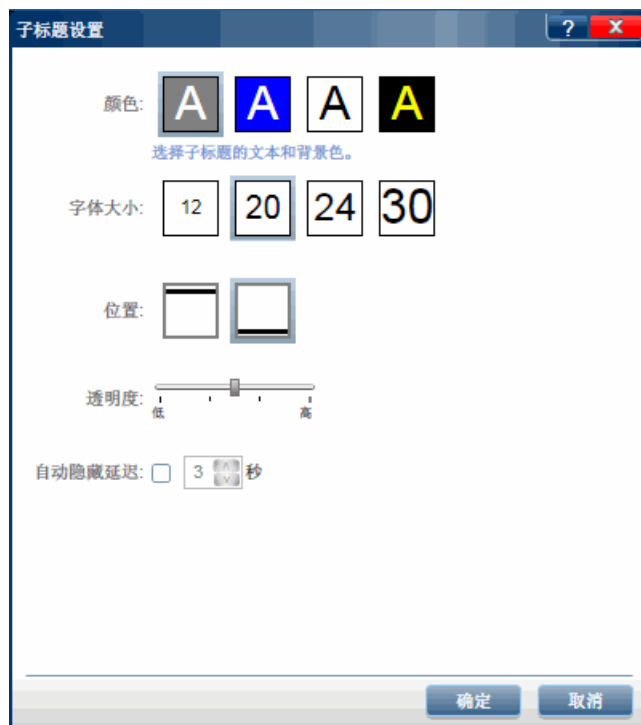 子标题设置 ? X
颜色: A A A A
选择子标题的文本和背景色。
字体大小: 12 20 24 30
位置:
透明度:
低 高
自动隐藏延迟: 3 秒
确定 取消